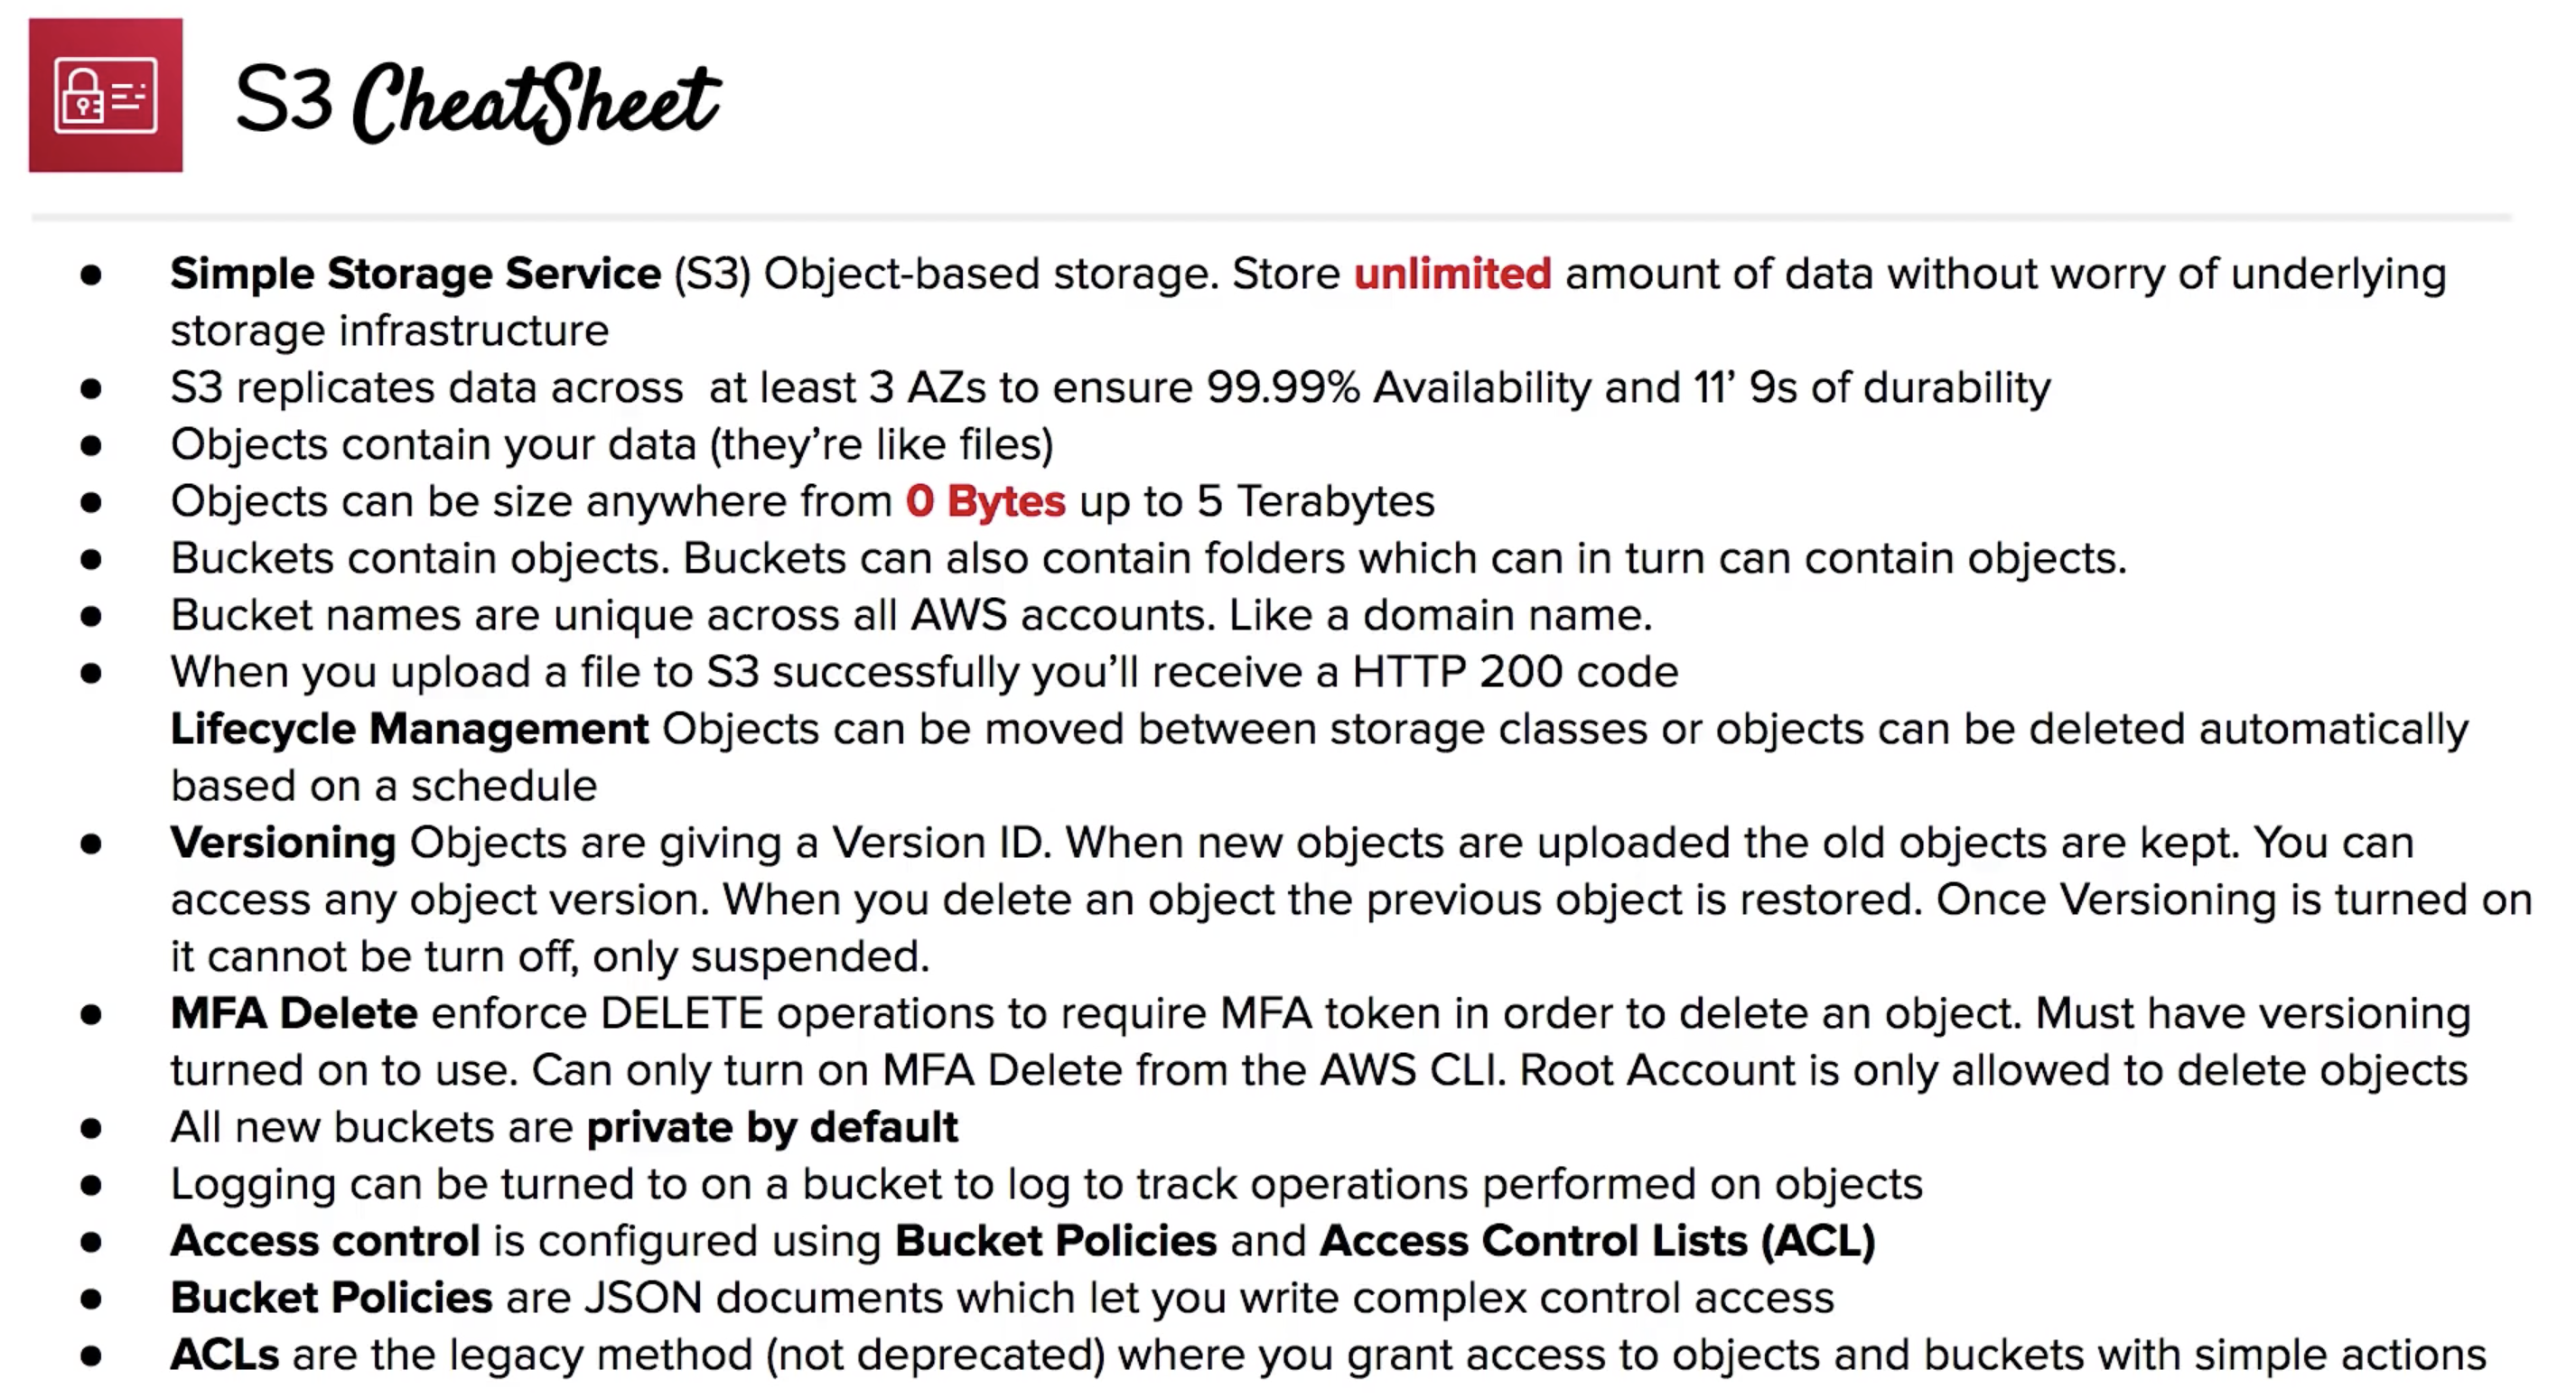 S3 CheatSheet
● Simple Storage Service (S3) Object-based storage. Store unlimited amount of data without worry of underlying
storage infrastructure
● S3 replicates data across  at least 3 AZs to ensure 99.99% Availability and 11’ 9s of durability
● Objects contain your data (they’re like files)
● Objects can be size anywhere from 0 Bytes up to 5 Terabytes
● Buckets contain objects. Buckets can also contain folders which can in turn can contain objects.
● Bucket names are unique across all AWS accounts. Like a domain name.
● When you upload a file to S3 successfully you’ll receive a HTTP 200 code
Lifecycle Management Objects can be moved between storage classes or objects can be deleted automatically
based on a schedule
● Versioning Objects are giving a Version ID. When new objects are uploaded the old objects are kept. You can
access any object version. When you delete an object the previous object is restored. Once Versioning is turned on
it cannot be turn off, only suspended.
● MFA Delete enforce DELETE operations to require MFA token in order to delete an object. Must have versioning
turned on to use. Can only turn on MFA Delete from the AWS CLI. Root Account is only allowed to delete objects
● All new buckets are private by default
● Logging can be turned to on a bucket to log to track operations performed on objects
● Access control is configured using Bucket Policies and Access Control Lists (ACL)
● Bucket Policies are JSON documents which let you write complex control access
● ACLs are the legacy method (not deprecated) where you grant access to objects and buckets with simple actions